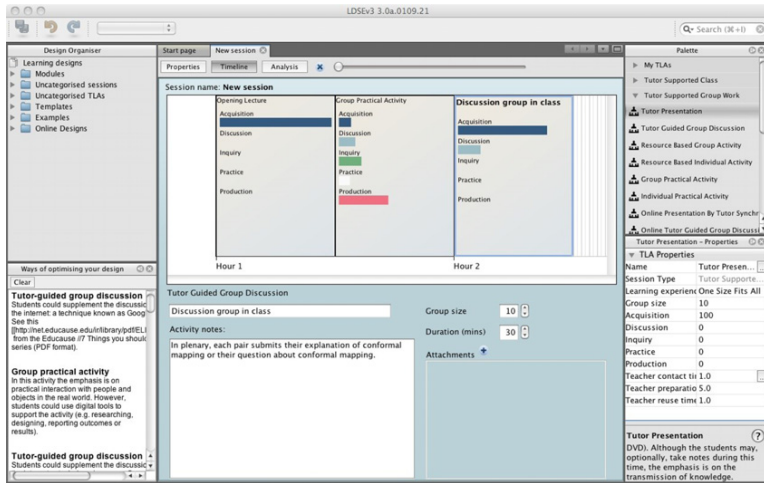 LDSEv3 3.0a.0109.21
Search (⌘+I)
Design Organiser
Learning designs
Modules
Uncategorised sessions
Uncategorised TLAs
Templates
Examples
Online Designs
Ways of optimising your design
Clear
Tutor-guided group discussion
Students could supplement the discussic
the internet: a technique known as Goog
See this
[[http://net.educause.edu/ir/library/pdf/ELI
from the Educause //7 Things you shoulc
series (PDF format).
Group practical activity
In this activity the emphasis is on
practical interaction with people and
objects in the real world. However,
students could use digital tools to
support the activity (e.g. researching,
designing, reporting outcomes or
results).
Tutor-guided group discussion
Students could supplement the discussic
Start page
New session
Properties
Timeline
Analysis
Session name: New session
Opening Lecture
Acquisition
Discussion
Inquiry
Practice
Production
Group Practical Activity
Acquisition
Discussion
Inquiry
Practice
Production
Discussion group in class
Acquisition
Discussion
Inquiry
Practice
Production
Hour 1
Hour 2
Tutor Guided Group Discussion
Discussion group in class
Activity notes:
In plenary, each pair submits their explanation of conformal
mapping or their question about conformal mapping.
Group size 10
Duration (mins) 30
Attachments
Palette
My TLAs
Tutor Supported Class
Tutor Supported Group Work
Tutor Presentation
Tutor Guided Group Discussion
Resource Based Group Activity
Resource Based Individual Activity
Group Practical Activity
Individual Practical Activity
Online Presentation By Tutor Synchr
Online Tutor Guided Group Discussi
Tutor Presentation - Properties
TLA Properties
Name Tutor Presen...
Session Type Tutor Supporte...
Learning experienc One Size Fits All
Group size 10
Acquisition 100
Discussion 0
Inquiry 0
Practice 0
Production 0
Teacher contact tir 1.0
Teacher preparatio 5.0
Teacher reuse time 1.0
Tutor Presentation
DVD). Although the students may,
optionally, take notes during this
time, the emphasis is on the
transmission of knowledge.